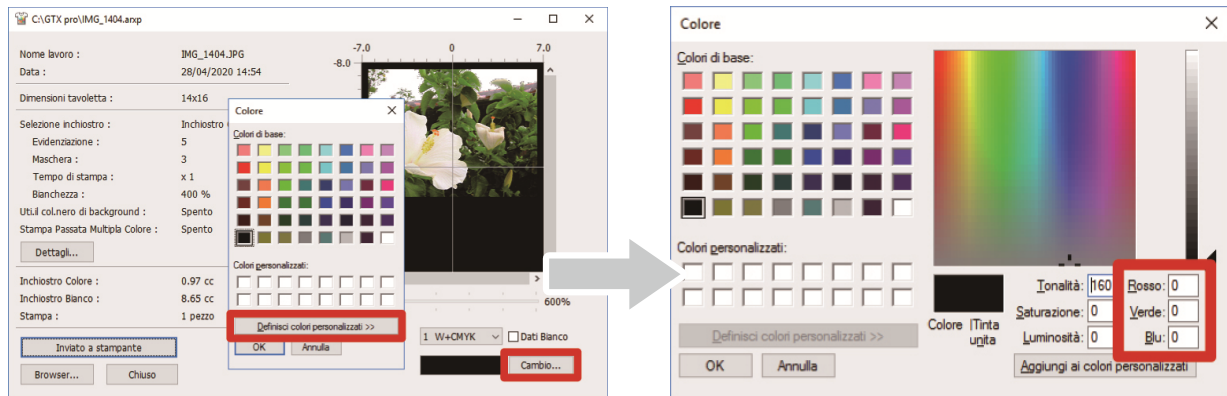 C:\GTX pro\IMG_1404.arxp
Nome lavoro : IMG_1404.JPG
Data : 28/04/2020 14:54
Dimensioni tavoletta : 14x16
Selezione inchiostro : Inchiostro
Evidenziazione : 5
Maschera : 3
Tempo di stampa : x 1
Bianchezza : 400 %
Uti.il col.nero di background : Spento
Stampa Passata Multipla Colore : Spento
Dettagli...
Inchiostro Colore : 0.97 cc
Inchiostro Bianco : 8.65 cc
Stampa : 1 pezzo
Inviato a stampante
Browser... Chiuso
-7.0 0 7.0
-8.0
600%
1 W+CMYK Dati Bianco
Cambio...
Colore
Colori di base:
Colori personalizzati:
Definisci colori personalizzati >>
OK Annulla
Colore
Colori di base:
Colori personalizzati:
Definisci colori personalizzati >>
OK Annulla
Colore |Tinta
unita
Tonalità: 160 Rosso: 0
Saturazione: 0 Verde: 0
Luminosità: 0 Blu: 0
Aggiungi ai colori personalizzati